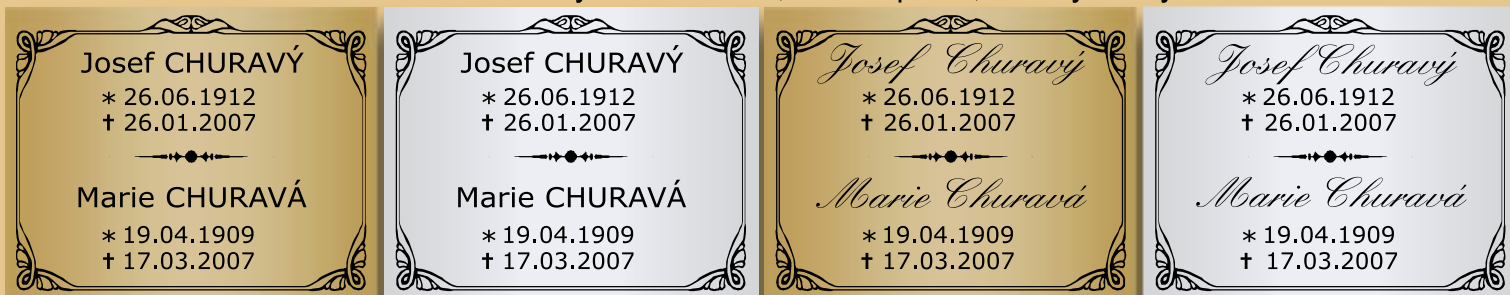 Josef CHURAVÝ
* 26.06.1912
† 26.01.2007
Marie CHURAVÁ
* 19.04.1909
† 17.03.2007
Josef CHURAVÝ
* 26.06.1912
† 26.01.2007
Marie CHURAVÁ
* 19.04.1909
† 17.03.2007
Josef Churavý
* 26.06.1912
† 26.01.2007
Marie Churavá
* 19.04.1909
† 17.03.2007
Josef Churavý
* 26.06.1912
† 26.01.2007
Marie Churavá
* 19.04.1909
† 17.03.2007